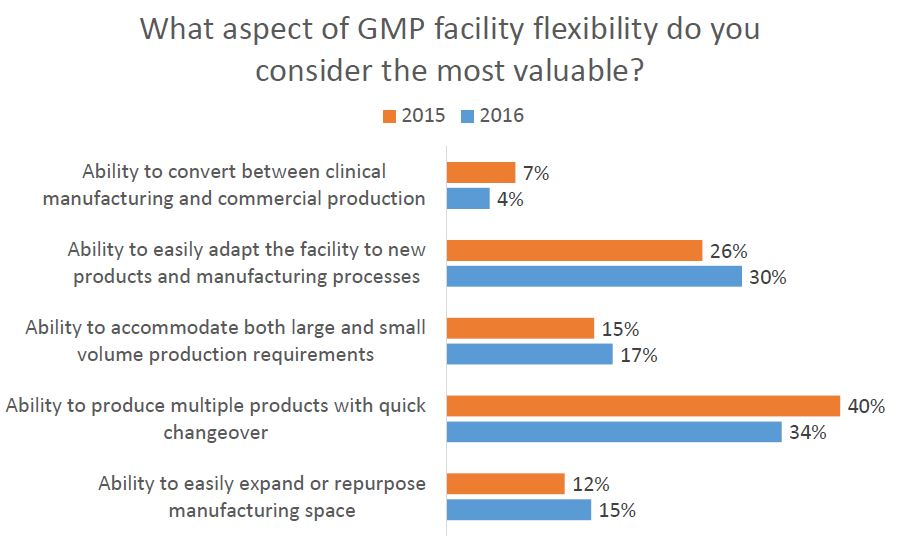 What aspect of GMP facility flexibility do you
consider the most valuable?
2015 2016
Ability to convert between clinical
manufacturing and commercial production
7%
4%
Ability to easily adapt the facility to new
products and manufacturing processes
26%
30%
Ability to accommodate both large and small
volume production requirements
15%
17%
Ability to produce multiple products with quick
changeover
40%
34%
Ability to easily expand or repurpose
manufacturing space
12%
15%